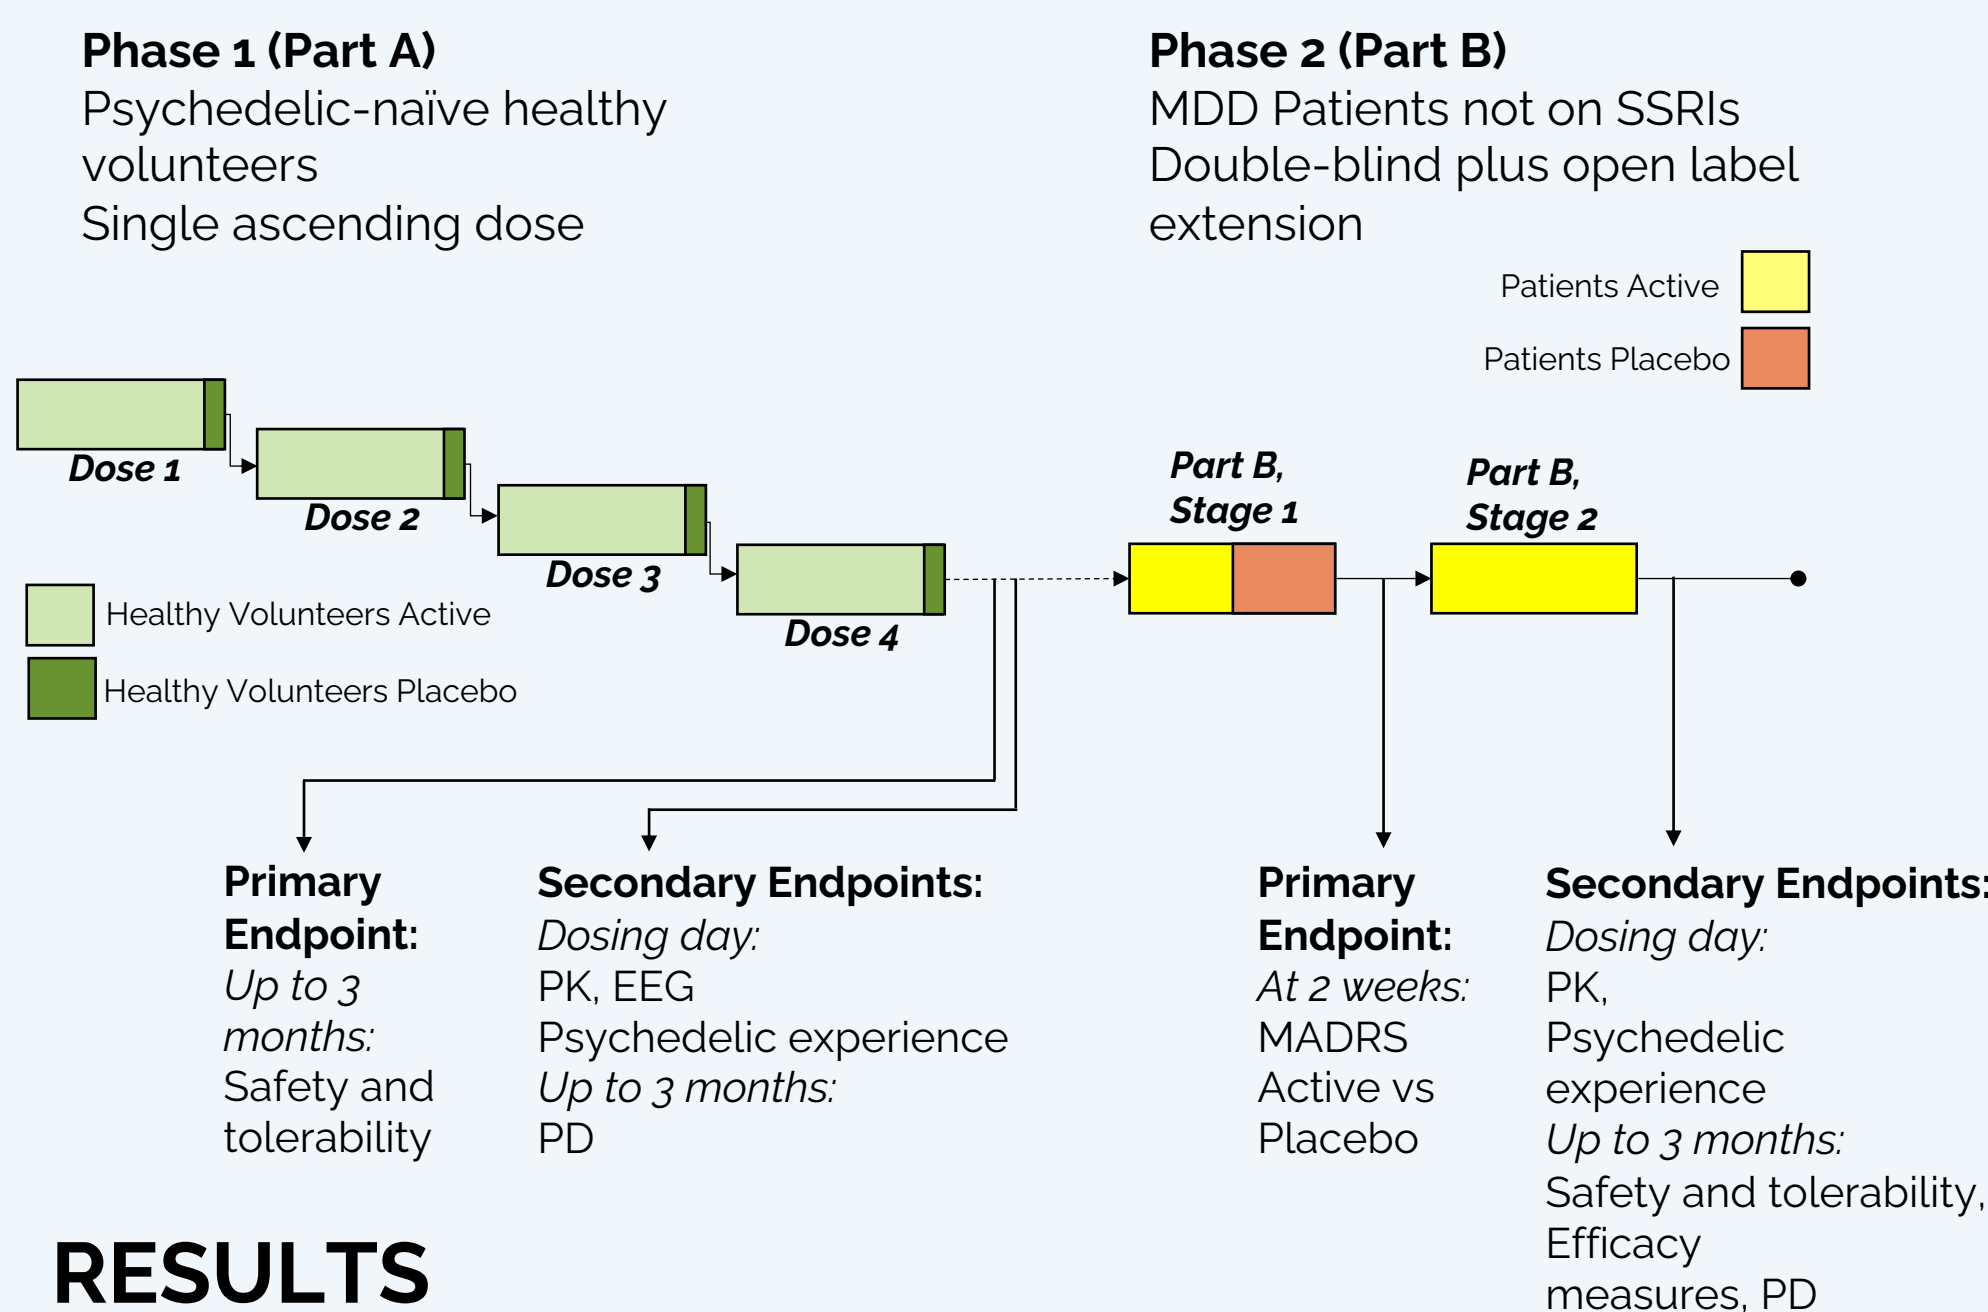 Phase 1 (Part A)
Psychedelic-naïve healthy
volunteers
Single ascending dose
Phase 2 (Part B)
MDD Patients not on SSRIs
Double-blind plus open label
extension
Patients Active
Patients Placebo
Dose 1
Dose 2
Dose 3
Dose 4
Healthy Volunteers Active
Healthy Volunteers Placebo
Part B,
Stage 1
Part B,
Stage 2
Primary
Endpoint:
Up to 3
months:
Safety and
tolerability
Secondary Endpoints:
Dosing day:
PK, EEG
Psychedelic experience
Up to 3 months:
PD
Primary
Endpoint:
At 2 weeks:
MADRS
Active vs
Placebo
Secondary Endpoints:
Dosing day:
PK,
Psychedelic
experience
Up to 3 months:
Safety and tolerability,
Efficacy
measures, PD
RESULTS